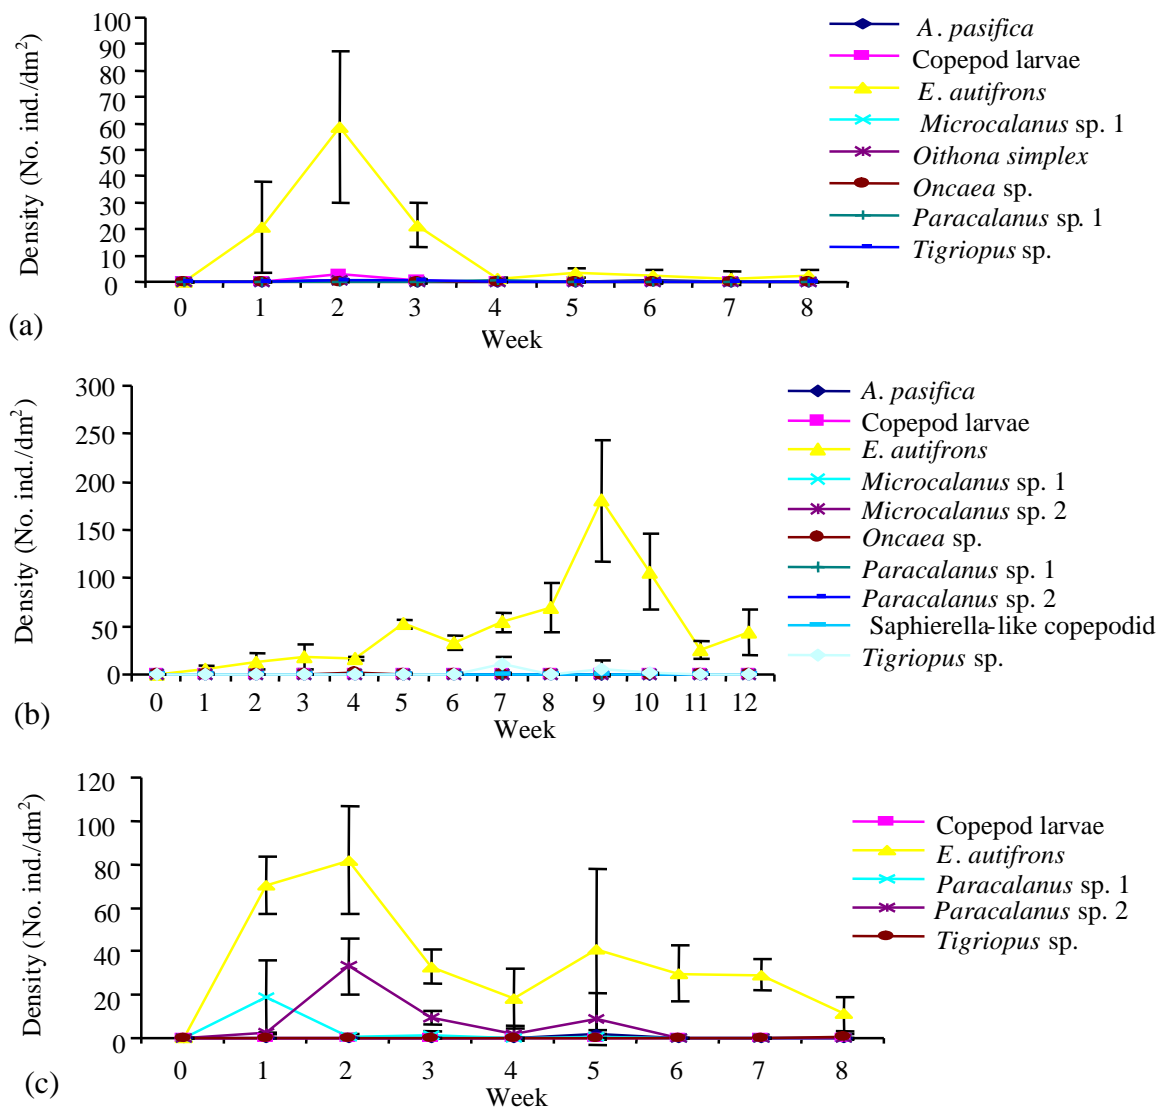 100
90
80
70
60
50
40
30
20
10
0
Density (No. ind./dm²)
0 1 2 3 4 5 6 7 8
Week
(a)
A. pasifica
Copepod larvae
E. autifrons
Microcalanus sp. 1
Oithona simplex
Oncaea sp.
Paracalanus sp. 1
Tigriopus sp.
300
250
200
150
100
50
0
Density (No. ind./dm²)
0 1 2 3 4 5 6 7 8 9 10 11 12
Week
(b)
A. pasifica
Copepod larvae
E. autifrons
Microcalanus sp. 1
Microcalanus sp. 2
Oncaea sp.
Paracalanus sp. 1
Paracalanus sp. 2
Saphierella-like copepodid
Tigriopus sp.
120
100
80
60
40
20
0
Density (No. ind./dm²)
0 1 2 3 4 5 6 7 8
Week
(c)
Copepod larvae
E. autifrons
Paracalanus sp. 1
Paracalanus sp. 2
Tigriopus sp.